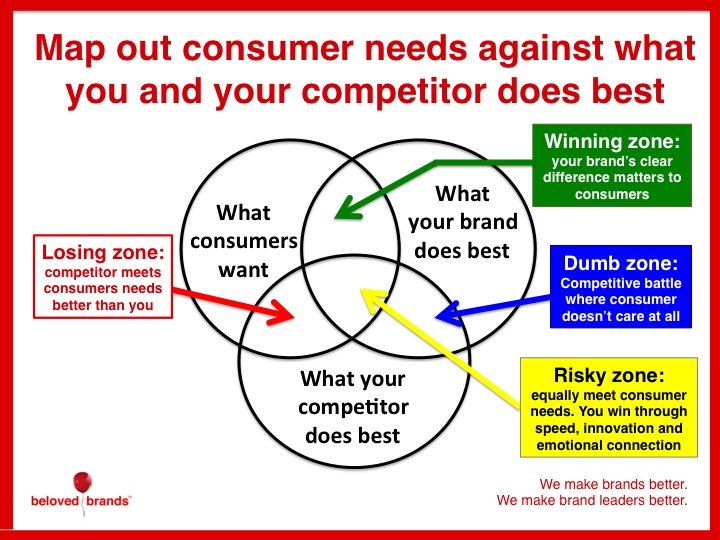 Map out consumer needs against what
you and your competitor does best
Winning zone:
your brand's clear
difference matters to
consumers
What
consumers
want
What
your brand
does best
Losing zone:
competitor meets
consumers needs
better than you
Dumb zone:
Competitive battle
where consumer
doesn't care at all
What your
competitor
does best
Risky zone:
equally meet consumer
needs. You win through
speed, innovation and
emotional connection
beloved brands™
We make brands better.
We make brand leaders better.